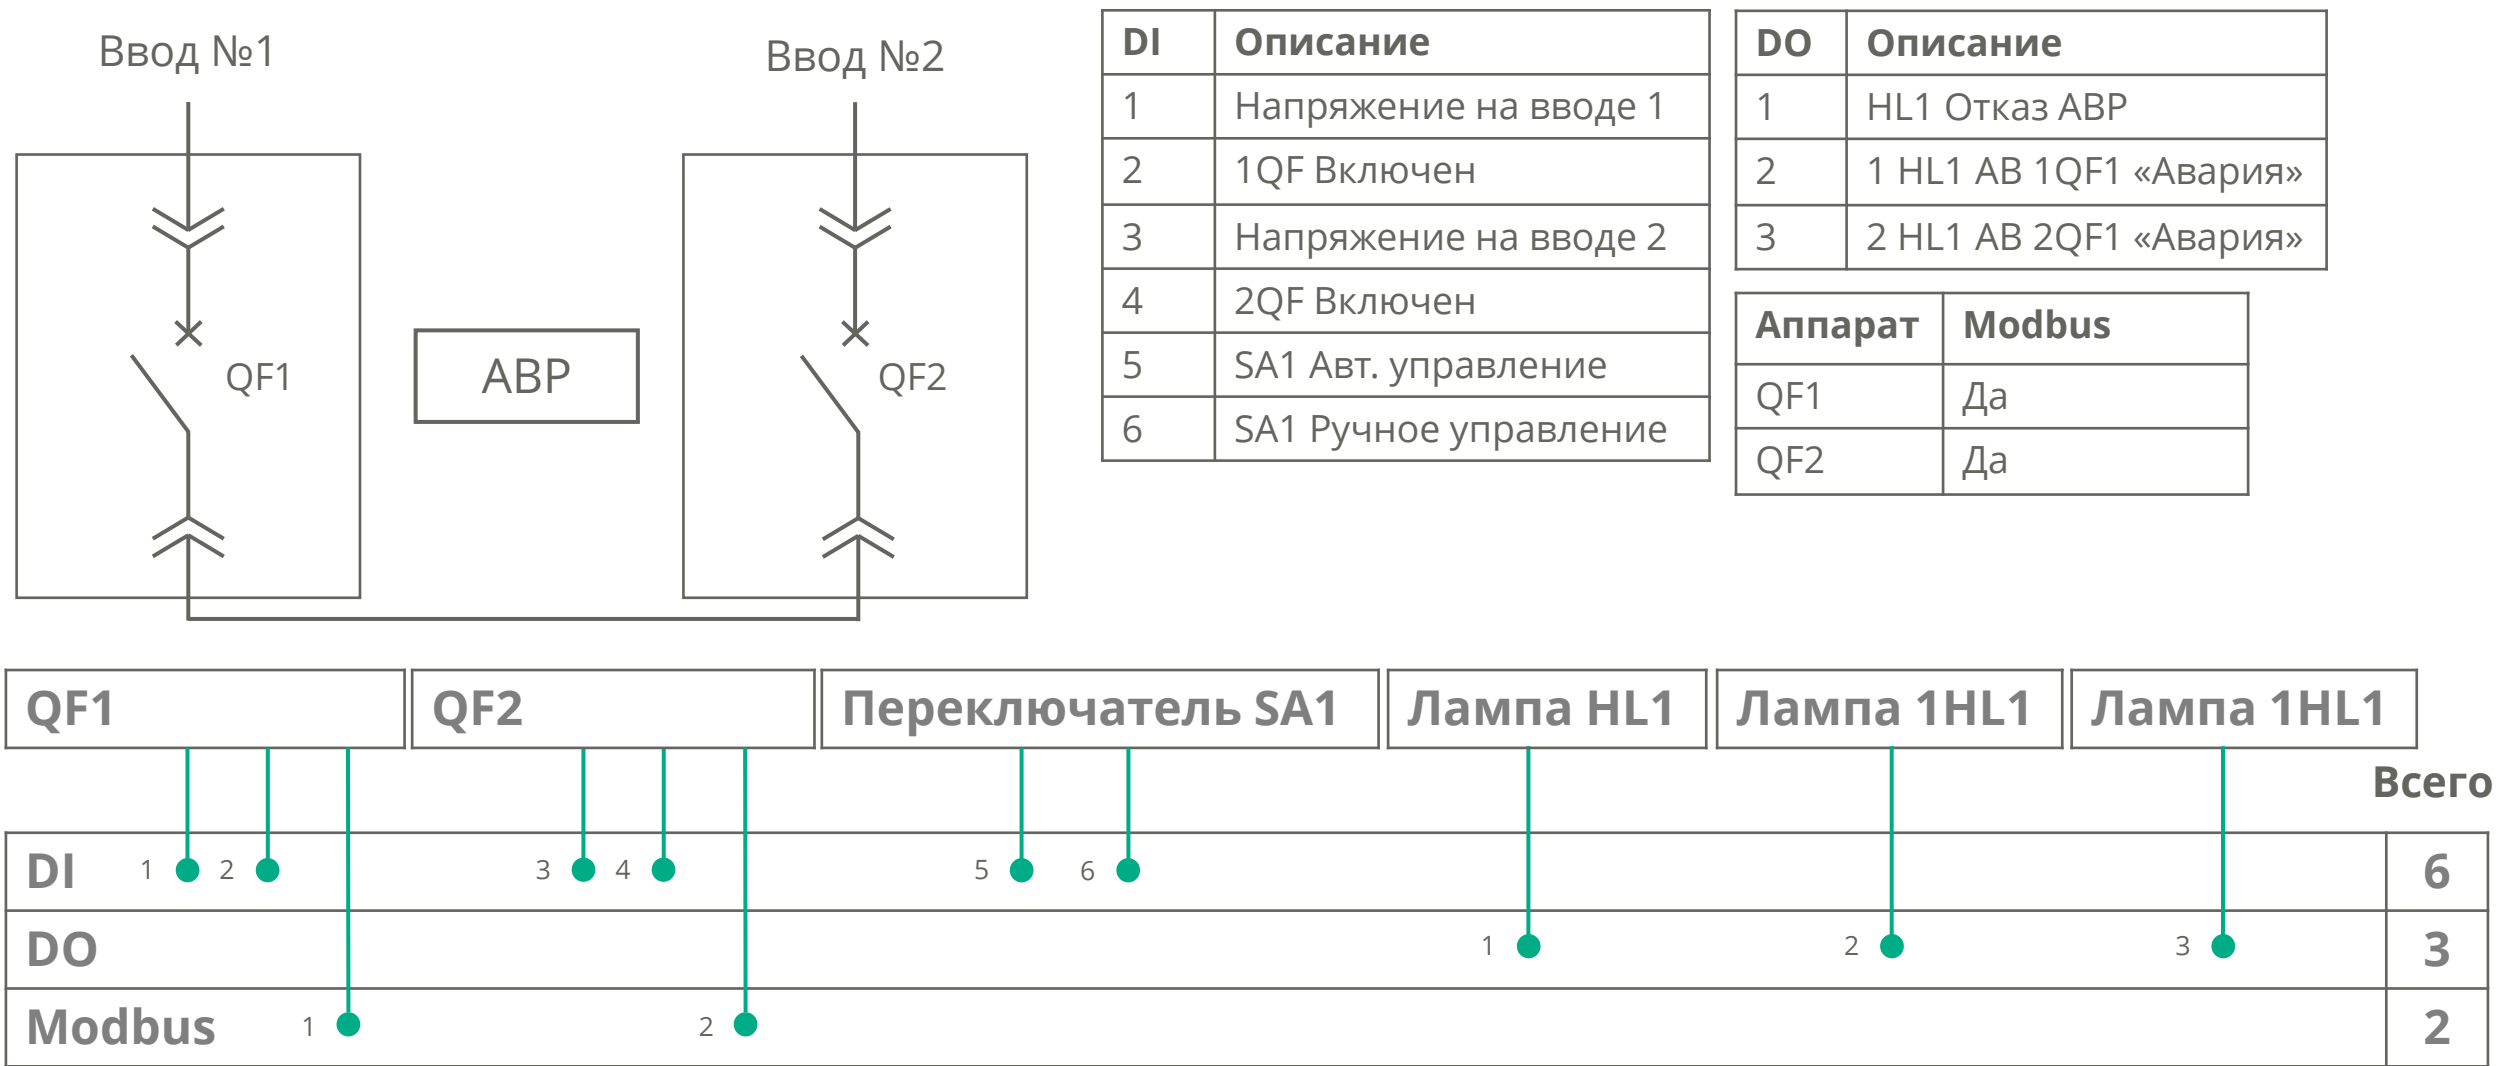 Ввод №1
Ввод №2
QF1
АВР
QF2
DI Описание
1 Напряжение на вводе 1
2 1QF Включен
3 Напряжение на вводе 2
4 2QF Включен
5 SA1 Авт. управление
6 SA1 Ручное управление
DO Описание
1 HL1 Отказ АВР
2 1 HL1 АВ 1QF1 «Авария»
3 2 HL1 АВ 2QF1 «Авария»
Аппарат Modbus
QF1 Да
QF2 Да
QF1 QF2 Переключатель SA1 Лампа HL1 Лампа 1HL1 Лампа 1HL1
Всего
DI 1 2 3 4 5 6 6
DO 1 2 3 3
Modbus 1 2 2